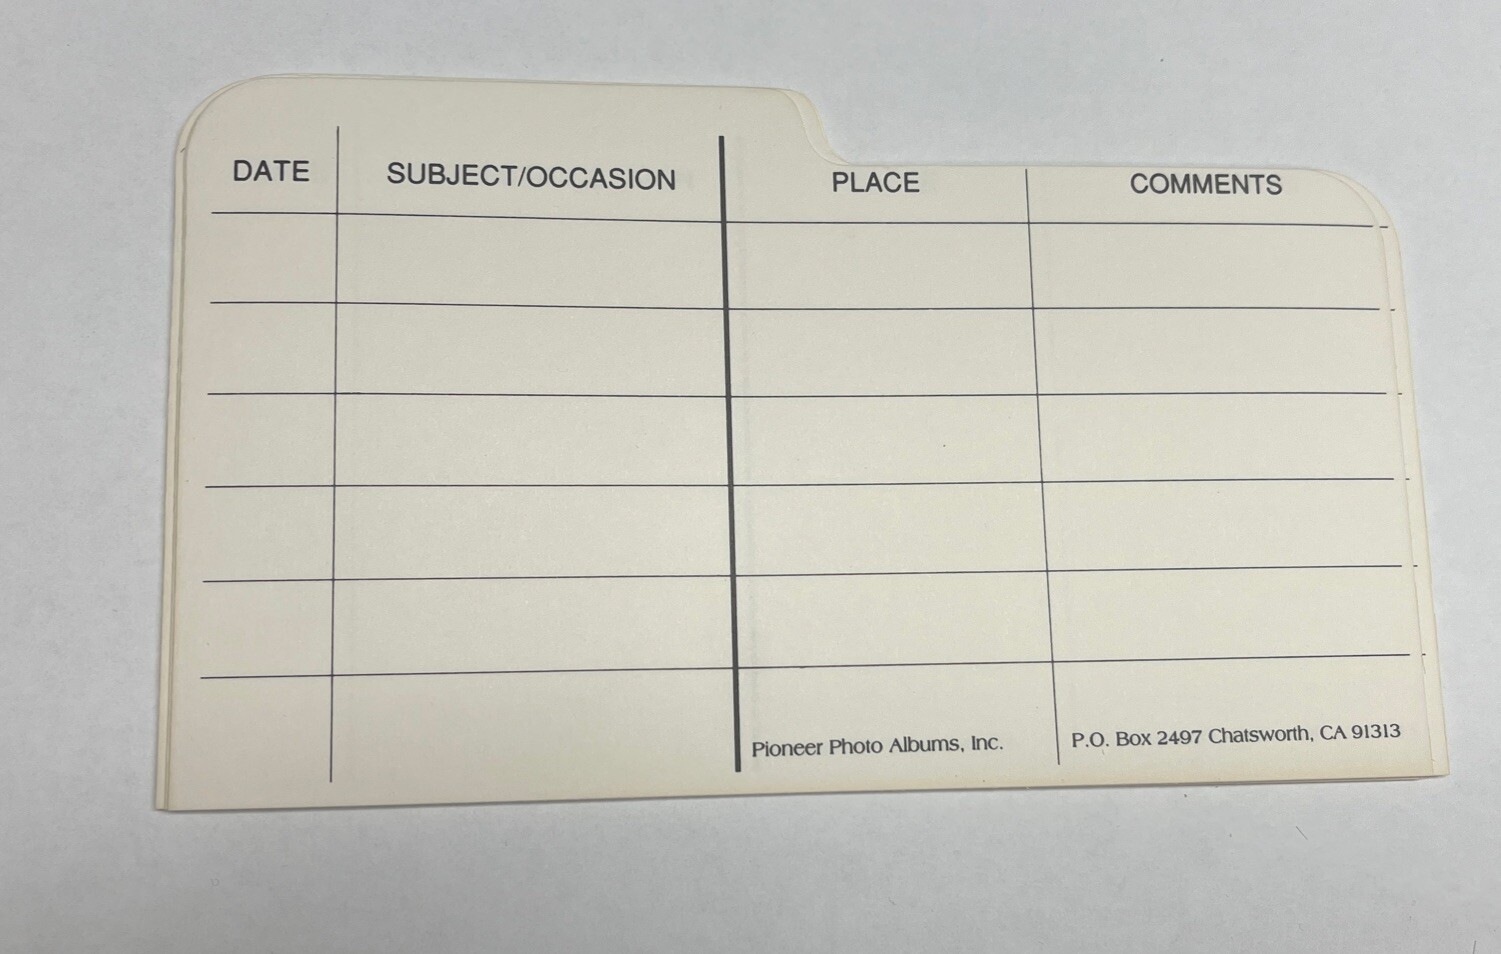 DATE SUBJECT/OCCASION PLACE COMMENTS
Pioneer Photo Albums, Inc. P.O. Box 2497 Chatsworth, CA 91313